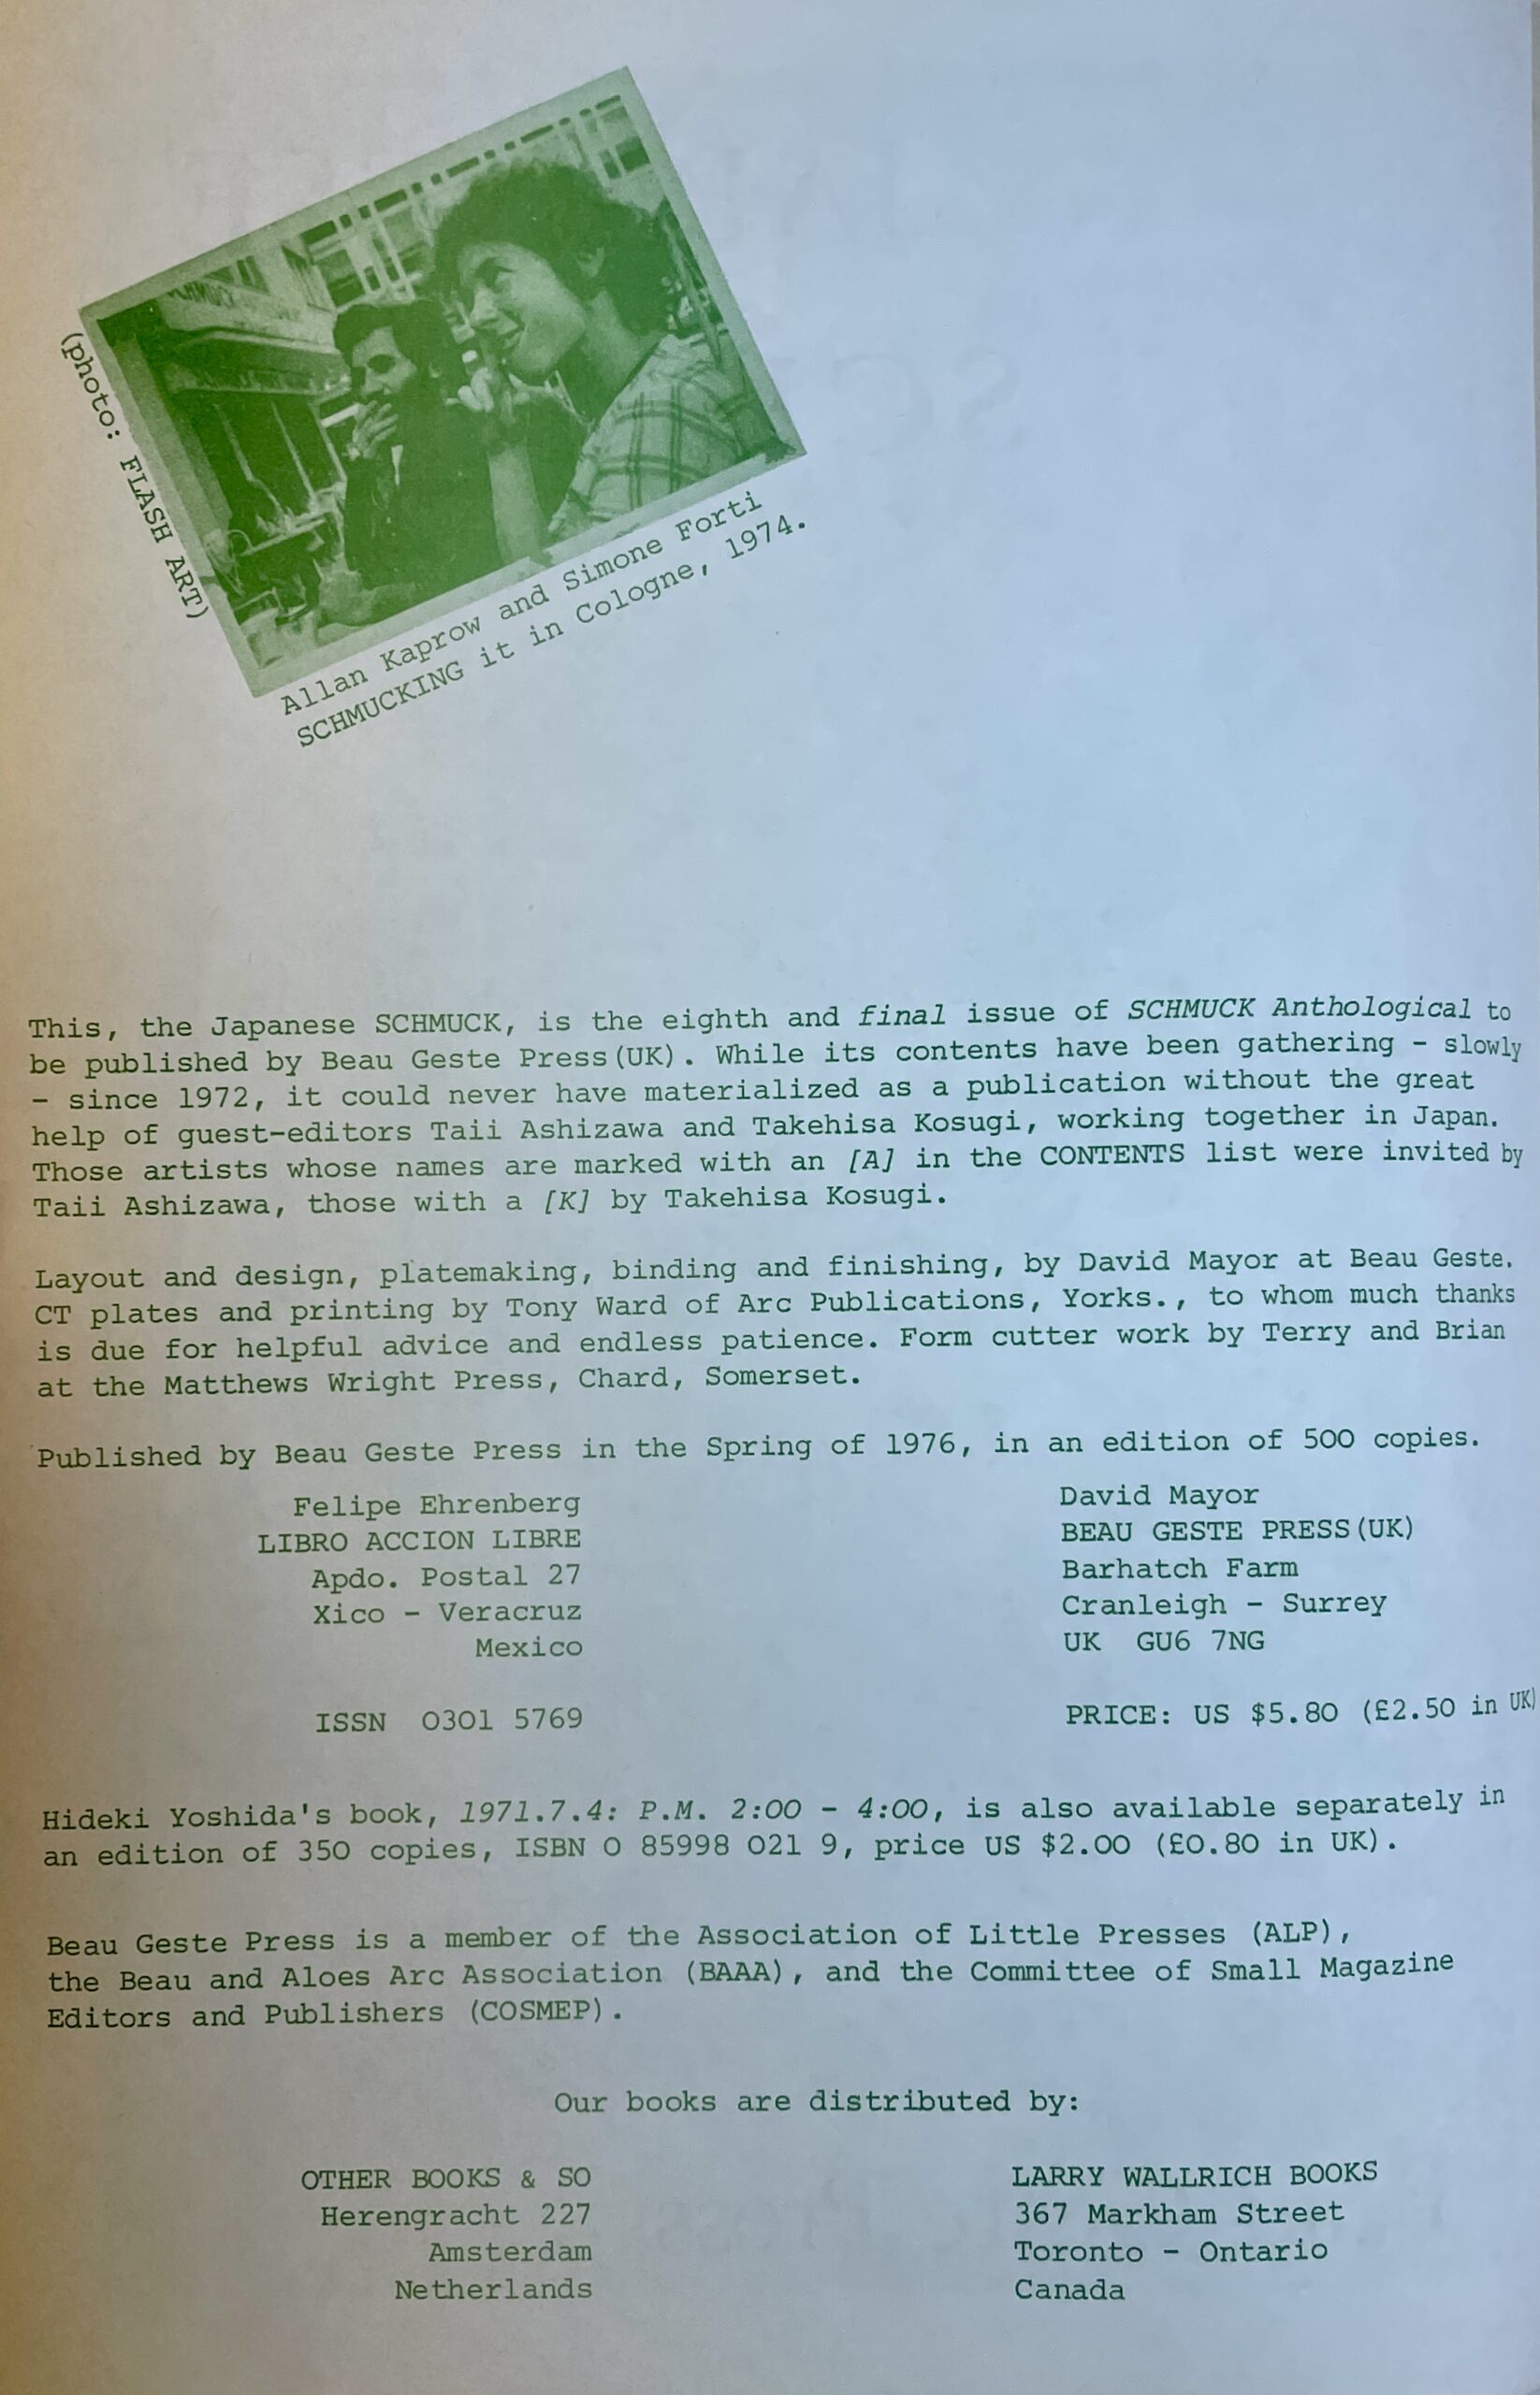 (photo: FLASH ART)
Allan Kaprow and Simone Forti
SCHMUCKING it in Cologne, 1974.
This, the Japanese SCHMUCK, is the eighth and final issue of SCHMUCK Anthological to
be published by Beau Geste Press(UK). While its contents have been gathering - slowly
- since 1972, it could never have materialized as a publication without the great
help of guest-editors Taii Ashizawa and Takehisa Kosugi, working together in Japan.
Those artists whose names are marked with an [A] in the CONTENTS list were invited by
Taii Ashizawa, those with a [K] by Takehisa Kosugi.
Layout and design, platemaking, binding and finishing, by David Mayor at Beau Geste.
CT plates and printing by Tony Ward of Arc Publications, Yorks., to whom much thanks
is due for helpful advice and endless patience. Form cutter work by Terry and Brian
at the Matthews Wright Press, Chard, Somerset.
Published by Beau Geste Press in the Spring of 1976, in an edition of 500 copies.
Felipe Ehrenberg
LIBRO ACCION LIBRE
Apdo. Postal 27
Xico - Veracruz
Mexico
ISSN 0301 5769
David Mayor
BEAU GESTE PRESS(UK)
Barhatch Farm
Cranleigh - Surrey
UK GU6 7NG
PRICE: US $5.80 (£2.50 in UK)
Hideki Yoshida's book, 1971.7.4: P.M. 2:00 - 4:00, is also available separately in
an edition of 350 copies, ISBN 0 85998 021 9, price US $2.00 (£0.80 in UK).
Beau Geste Press is a member of the Association of Little Presses (ALP),
the Beau and Aloes Arc Association (BAAA), and the Committee of Small Magazine
Editors and Publishers (COSMEP).
Our books are distributed by:
OTHER BOOKS & SO
Herengracht 227
Amsterdam
Netherlands
LARRY WALLRICH BOOKS
367 Markham Street
Toronto - Ontario
Canada